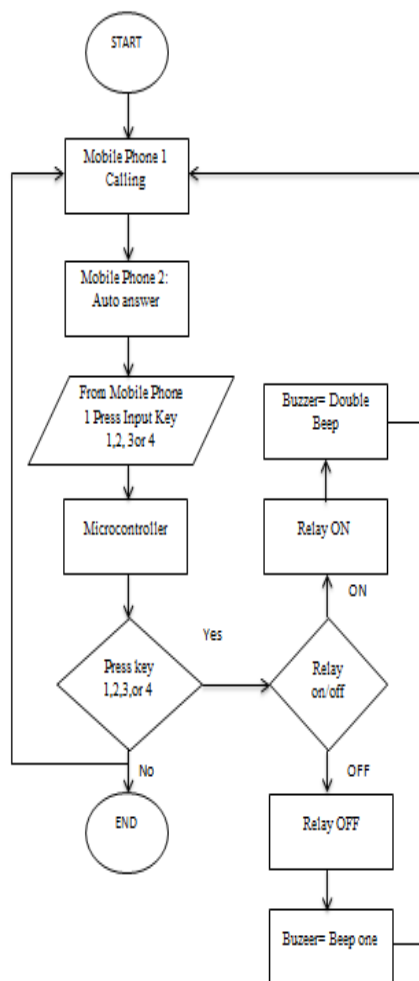 START
Mobile Phone 1
Calling
Mobile Phone 2:
Auto answer
From Mobile Phone
1 Press Input Key
1,2, 3or 4
Microcontroller
Press key
1,2,3,or 4
Yes
No
END
Relay
on/off
ON
Relay ON
Buzzer= Double
Beep
OFF
Relay OFF
Buzeer= Beep one